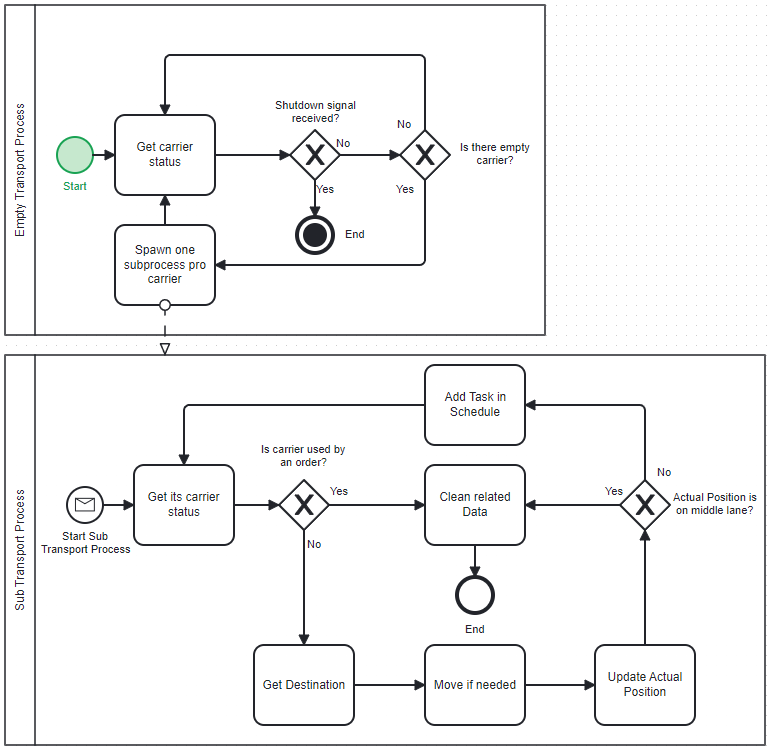 Empty Transport Process
Shutdown signal
received?
No
No
Get carrier
status
Is there empty
carrier?
Start
Yes
Yes
End
Spawn one
subprocess pro
carrier
Sub Transport Process
Add Task in
Schedule
Is carrier used by
an order?
No
Get its carrier
status
Yes
Clean related
Data
Yes
Actual Position is
on middle lane?
Start Sub
Transport Process
No
End
Get Destination
Move if needed
Update Actual
Position